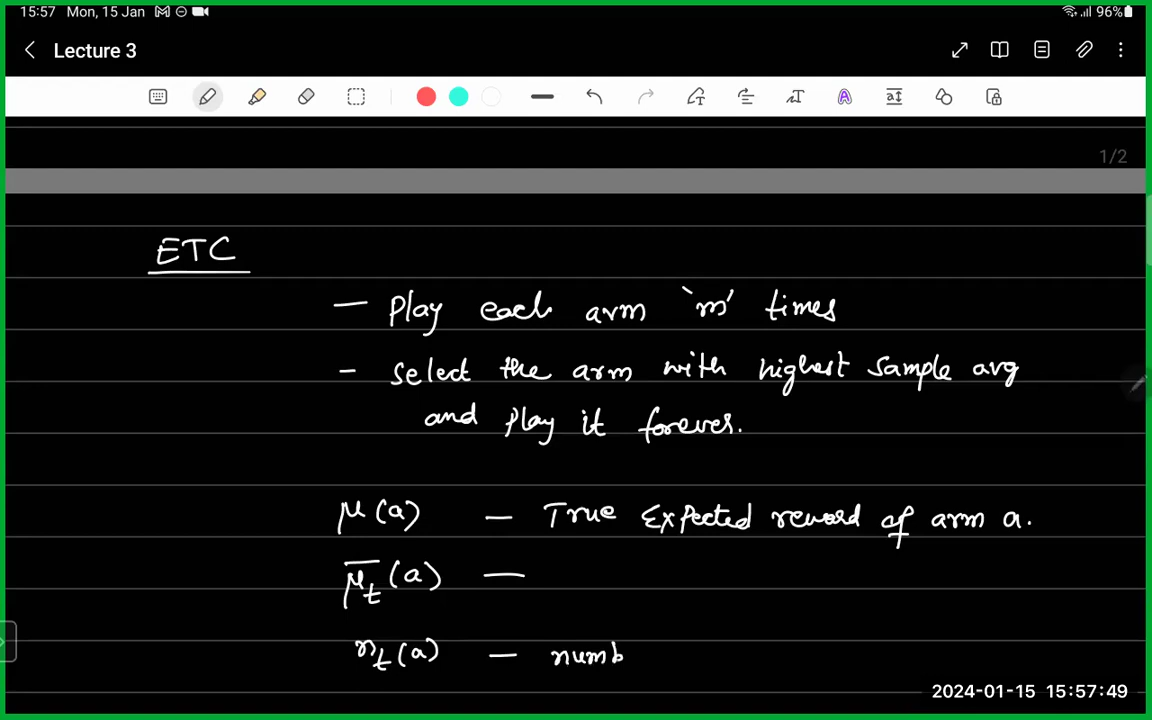 15:57 Mon, 15 Jan 96%
Lecture 3
1/2
ETC
— Play each arm `m' times
- select the arm with highest sample avg
and play it forever.
μ(a) — True Expected reward of arm a.
μ̅_t(a) —
n_t(a) — numb
2024-01-15 15:57:49